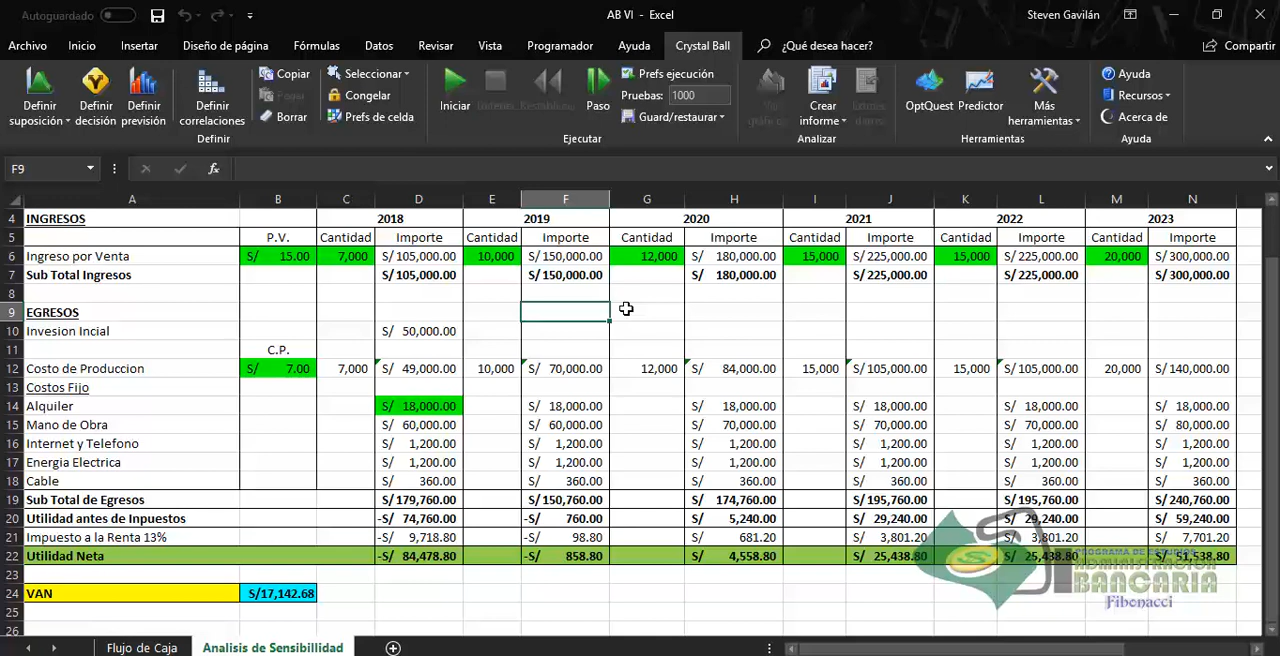 Autoguardado
AB VI - Excel
Steven Gavilán
Archivo Inicio Insertar Diseño de página Fórmulas Datos Revisar Vista Programador Ayuda Crystal Ball ¿Qué desea hacer? Compartir
Definir suposición
Definir decisión
Definir previsión
Definir correlaciones
Copiar
Pegar
Borrar
Seleccionar
Congelar
Prefs de celda
Definir
Iniciar
Paso
Prefs ejecución
Pruebas: 1000
Guard/restaurar
Ejecutar
Crear informe
Analizar
OptQuest
Predictor
Más herramientas
Herramientas
Ayuda
Recursos
Acerca de
Ayuda
F9 fx
A B C D E F G H I J K L M N
4 INGRESOS 2018 2019 2020 2021 2022 2023
5 P.V. Cantidad Importe Cantidad Importe Cantidad Importe Cantidad Importe Cantidad Importe Cantidad Importe
6 Ingreso por Venta S/ 15.00 7,000 S/ 105,000.00 10,000 S/ 150,000.00 12,000 S/ 180,000.00 15,000 S/ 225,000.00 15,000 S/ 225,000.00 20,000 S/ 300,000.00
7 Sub Total Ingresos S/ 105,000.00 S/ 150,000.00 S/ 180,000.00 S/ 225,000.00 S/ 225,000.00 S/ 300,000.00
8
9 EGRESOS
10 Invesion Incial S/ 50,000.00
11 C.P.
12 Costo de Produccion S/ 7.00 7,000 S/ 49,000.00 10,000 S/ 70,000.00 12,000 S/ 84,000.00 15,000 S/ 105,000.00 15,000 S/ 105,000.00 20,000 S/ 140,000.00
13 Costos Fijo
14 Alquiler S/ 18,000.00 S/ 18,000.00 S/ 18,000.00 S/ 18,000.00 S/ 18,000.00 S/ 18,000.00
15 Mano de Obra S/ 60,000.00 S/ 60,000.00 S/ 70,000.00 S/ 70,000.00 S/ 70,000.00 S/ 80,000.00
16 Internet y Telefono S/ 1,200.00 S/ 1,200.00 S/ 1,200.00 S/ 1,200.00 S/ 1,200.00 S/ 1,200.00
17 Energia Electrica S/ 1,200.00 S/ 1,200.00 S/ 1,200.00 S/ 1,200.00 S/ 1,200.00 S/ 1,200.00
18 Cable S/ 360.00 S/ 360.00 S/ 360.00 S/ 360.00 S/ 360.00 S/ 360.00
19 Sub Total de Egresos S/ 179,760.00 S/ 150,760.00 S/ 174,760.00 S/ 195,760.00 S/ 195,760.00 S/ 240,760.00
20 Utilidad antes de Inpuestos -S/ 74,760.00 -S/ 760.00 S/ 5,240.00 S/ 29,240.00 S/ 29,240.00 S/ 59,240.00
21 Impuesto a la Renta 13% -S/ 9,718.80 -S/ 98.80 S/ 681.20 S/ 3,801.20 S/ 3,801.20 S/ 7,701.20
22 Utilidad Neta -S/ 84,478.80 -S/ 858.80 S/ 4,558.80 S/ 25,438.80 S/ 25,438.80 S/ 51,538.80
23
24 VAN S/17,142.68
25
26
PROGRAMA DE ESTUDIOS
ADMINISTRACIÓN
BANCARIA
Fibonacci
Flujo de Caja Analisis de Sensibillidad